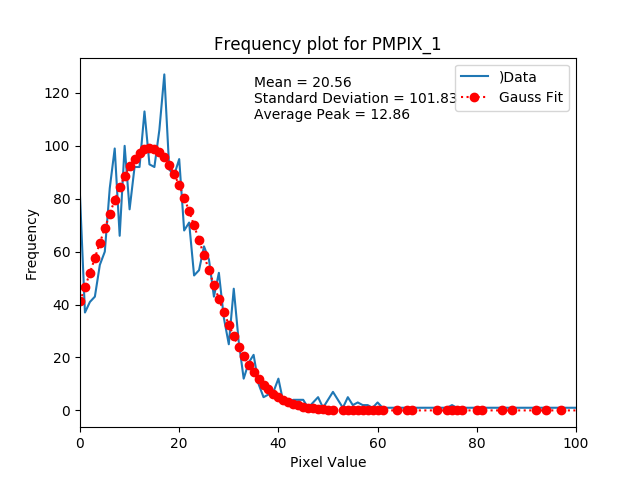 Frequency plot for PMPIX_1
Mean = 20.56
Standard Deviation = 101.83
Average Peak = 12.86
)Data
Gauss Fit
Frequency
120
100
80
60
40
20
0
0 20 40 60 80 100
Pixel Value